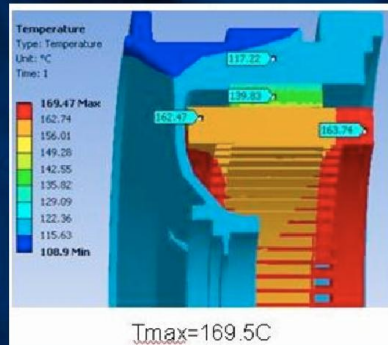 Temperature
Type: Temperature
Unit: °C
Time: 1
169.47 Max
162.74
156.01
149.28
142.55
135.82
129.09
122.36
115.63
108.9 Min
117.22
139.83
162.47
163.74
Tmax=169.5C